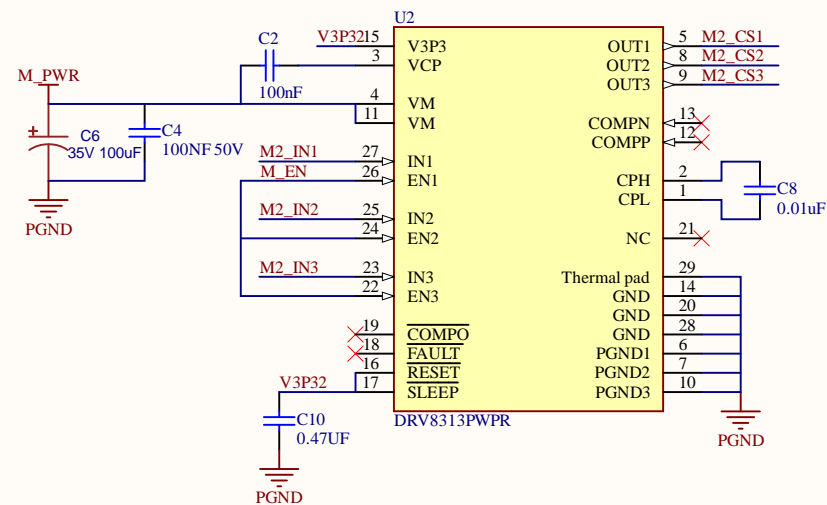 U2
V3P32 15 V3P3 OUT1 5 M2_CS1
C2 3 VCP OUT2 8 M2_CS2
OUT3 9 M2_CS3
M_PWR 100nF 4 VM
11 VM COMPN 13
COMPP 12
C6 C4
35V 100uF 100NF 50V
M2_IN1 27 IN1 CPH 2
M_EN 26 EN1 CPL 1 C8
0.01uF
M2_IN2 25 IN2
PGND 24 EN2 NC 21
M2_IN3 23 IN3 Thermal pad 29
22 EN3 GND 14
GND 20
19 COMPO GND 28
18 FAULT PGND1 6
16 RESET PGND2 7
V3P32 17 SLEEP PGND3 10
C10 DRV8313PWPR
0.47UF PGND
PGND